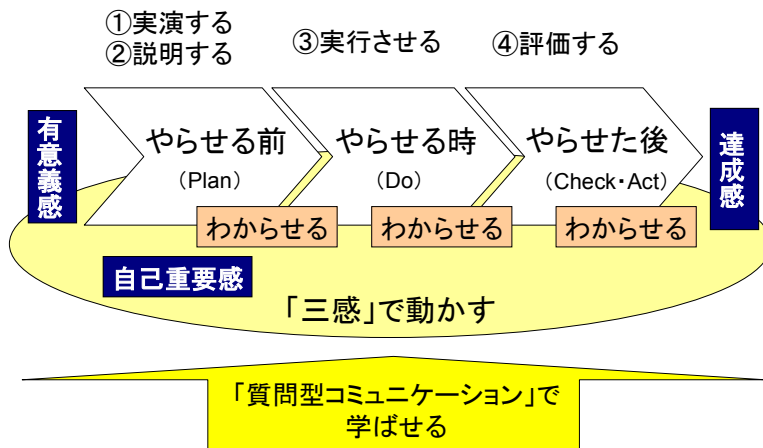 ①実演する
②説明する
③実行させる
④評価する
有意義感
やらせる前
（Plan）
やらせる時
（Do）
やらせた後
（Check・Act）
達成感
わからせる
わからせる
わからせる
自己重要感
「三感」で動かす
「質問型コミュニケーション」で
学ばせる